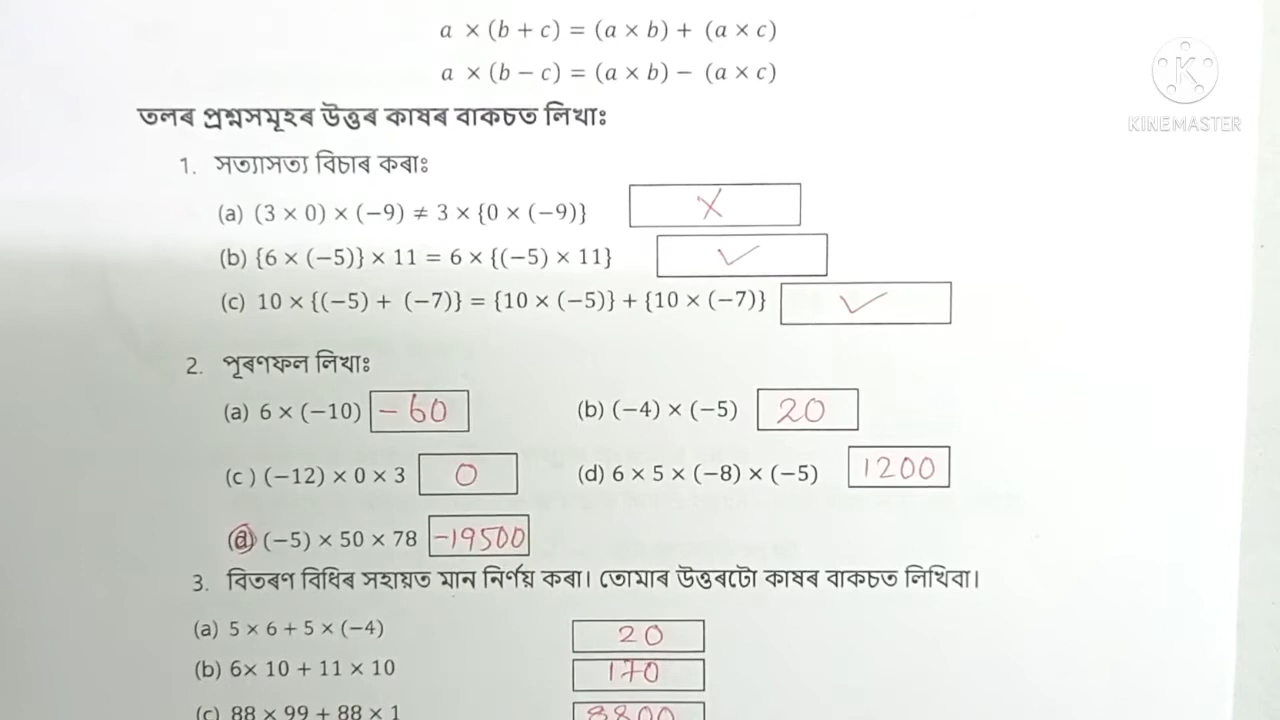 a × (b + c) = (a × b) + (a × c)
a × (b − c) = (a × b) − (a × c)
KINEMASTER
তলৰ প্ৰশ্নসমূহৰ উত্তৰ কাষৰ বাকচত লিখাঃ
1. সত্যাসত্য বিচাৰ কৰাঃ
(a) (3 × 0) × (−9) ≠ 3 × {0 × (−9)} ×
(b) {6 × (−5)} × 11 = 6 × {(−5) × 11} ✓
(c) 10 × {(−5) + (−7)} = {10 × (−5)} + {10 × (−7)} ✓
2. পূৰণফল লিখাঃ
(a) 6 × (−10) -60 (b) (−4) × (−5) 20
(c ) (−12) × 0 × 3 0 (d) 6 × 5 × (−8) × (−5) 1200
(d) (−5) × 50 × 78 -19500
3. বিতৰণ বিধিৰ সহায়ত মান নিৰ্ণয় কৰা। তোমাৰ উত্তৰটো কাষৰ বাকচত লিখিবা।
(a) 5 × 6 + 5 × (−4) 20
(b) 6× 10 + 11 × 10 170
(c) 88 × 99 + 88 × 1 8800